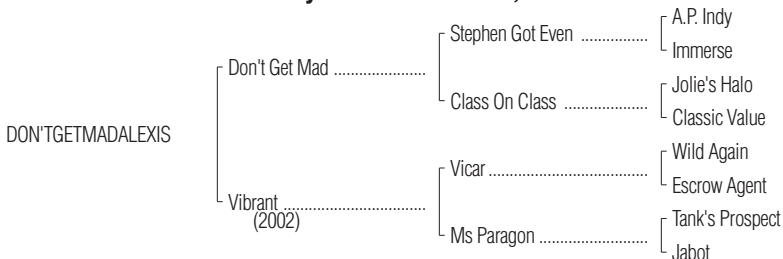 A.P. Indy
Stephen Got Even ................
Immerse
Don't Get Mad ......................
Jolie's Halo
Class On Class ....................
Classic Value
DON'TGETMADALEXIS
Wild Again
Vicar ......................................
Escrow Agent
Vibrant ..................................
(2002)
Tank's Prospect
Ms Paragon ..........................
Jabot